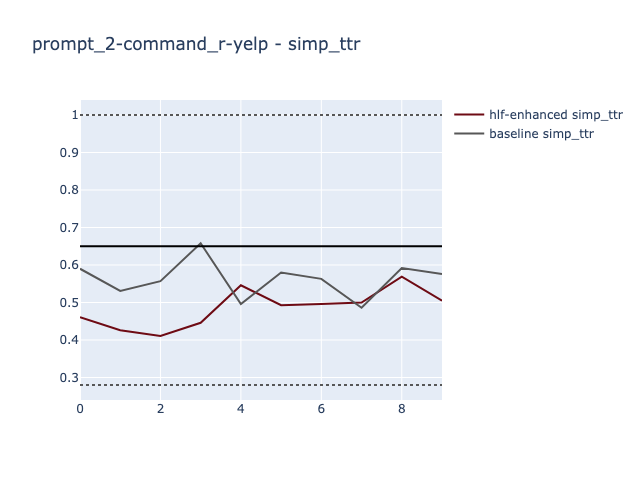 prompt_2-command_r-yelp - simp_ttr
hlf-enhanced simp_ttr
baseline simp_ttr
1
0.9
0.8
0.7
0.6
0.5
0.4
0.3
0 2 4 6 8